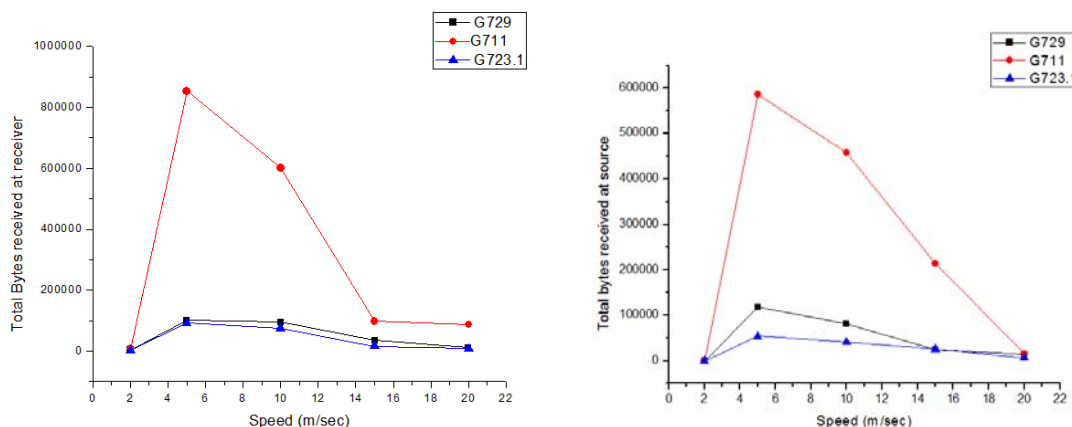 G729
G711
G723.1
1000000
800000
600000
400000
200000
0
Total Bytes received at receiver
0 2 4 6 8 10 12 14 16 18 20 22
Speed (m/sec)
G729
G711
G723.1
600000
500000
400000
300000
200000
100000
0
Total bytes received at source
0 2 4 6 8 10 12 14 16 18 20 22
Speed (m/sec)